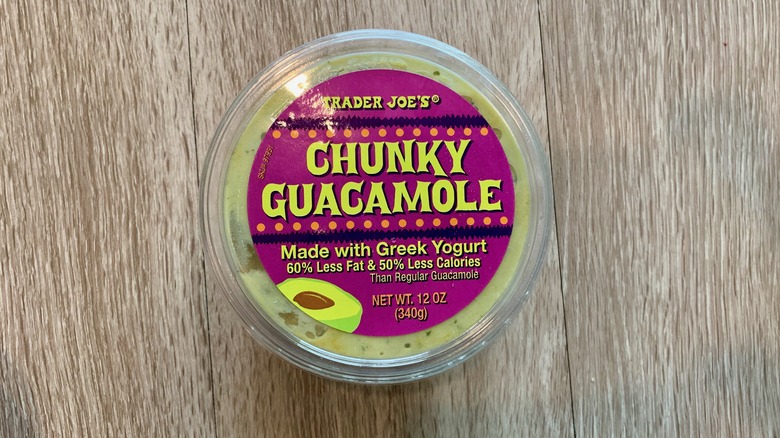 TRADER JOE'S®
CHUNKY
GUACAMOLE
Made with Greek Yogurt
60% Less Fat & 50% Less Calories
Than Regular Guacamole
NET WT. 12 OZ
(340g)